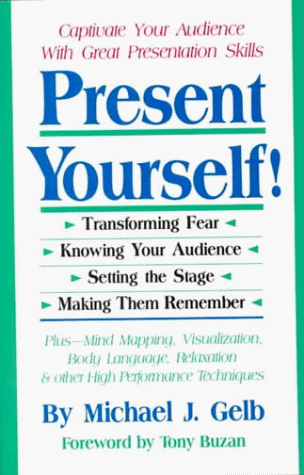 Captivate Your Audience
With Great Presentation Skills
Present
Yourself!
Transforming Fear
Knowing Your Audience
Setting the Stage
Making Them Remember
Plus—Mind Mapping, Visualization,
Body Language, Relaxation
& other High Performance Techniques
By Michael J. Gelb
Foreword by Tony Buzan